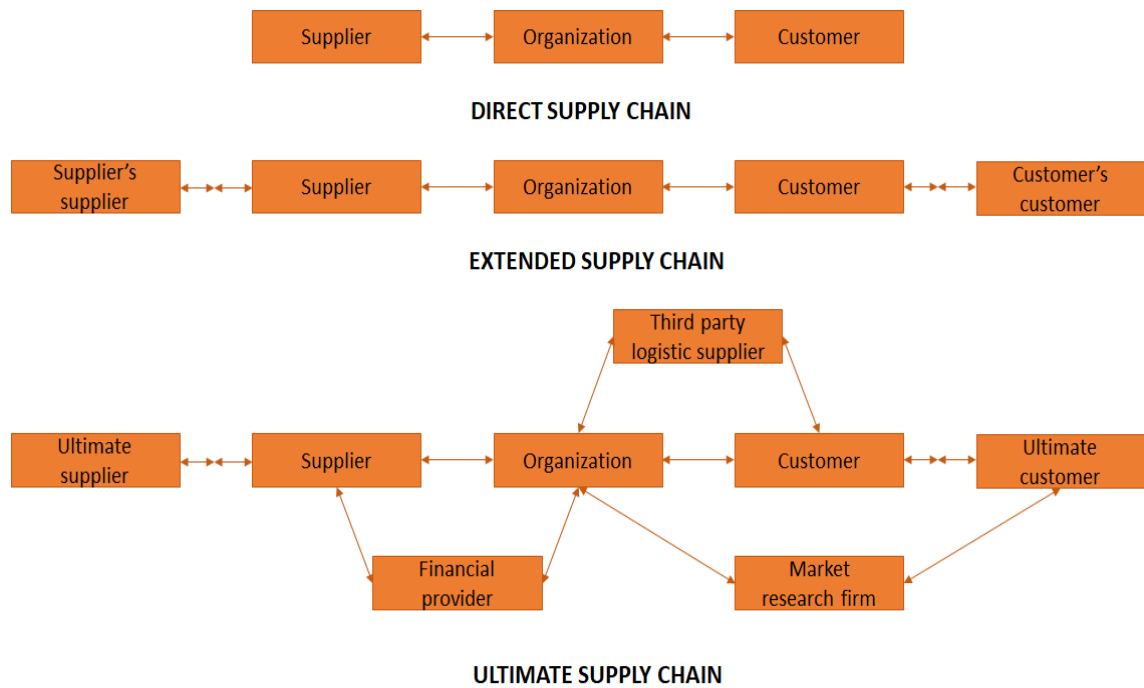 Supplier
Organization
Customer
DIRECT SUPPLY CHAIN
Supplier's
supplier
Supplier
Organization
Customer
Customer's
customer
EXTENDED SUPPLY CHAIN
Third party
logistic supplier
Ultimate
supplier
Supplier
Organization
Customer
Ultimate
customer
Financial
provider
Market
research firm
ULTIMATE SUPPLY CHAIN